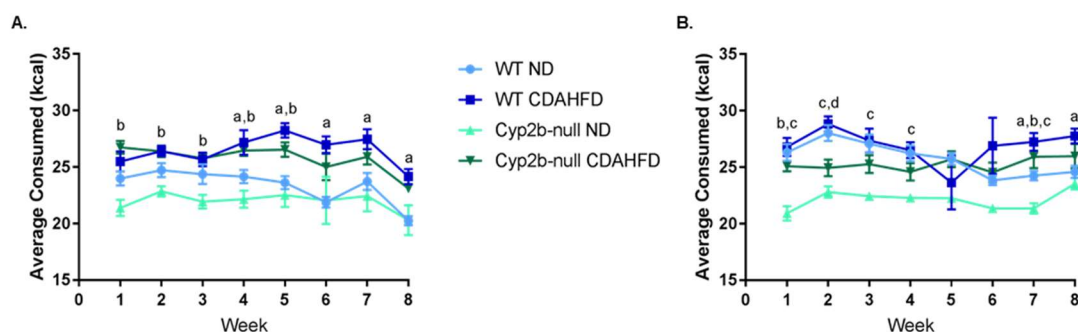 A.
Average Consumed (kcal)
35
30
25
20
15
b
b
b
a,b
a,b
a
a
a
0
1
2
3
4
5
6
7
8
Week
WT ND
WT CDAHFD
Cyp2b-null ND
Cyp2b-null CDAHFD
B.
Average Consumed (kcal)
35
30
25
20
15
b,c
c,d
c
c
a,b,c
a
0
1
2
3
4
5
6
7
8
Week